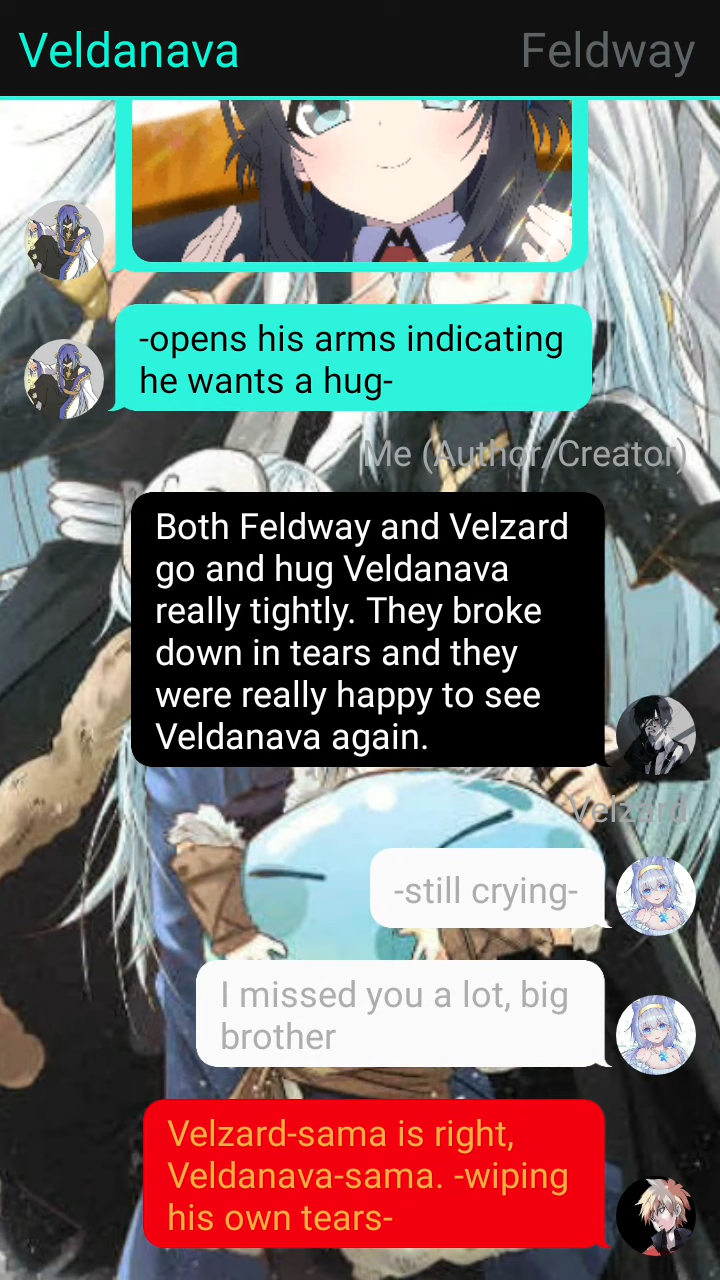 Veldanava
Feldway
-opens his arms indicating
he wants a hug-
Me (Author/Creator)
Both Feldway and Velzard
go and hug Veldanava
really tightly. They broke
down in tears and they
were really happy to see
Veldanava again.
Velzard
-still crying-
I missed you a lot, big
brother
Velzard-sama is right,
Veldanava-sama. -wiping
his own tears-